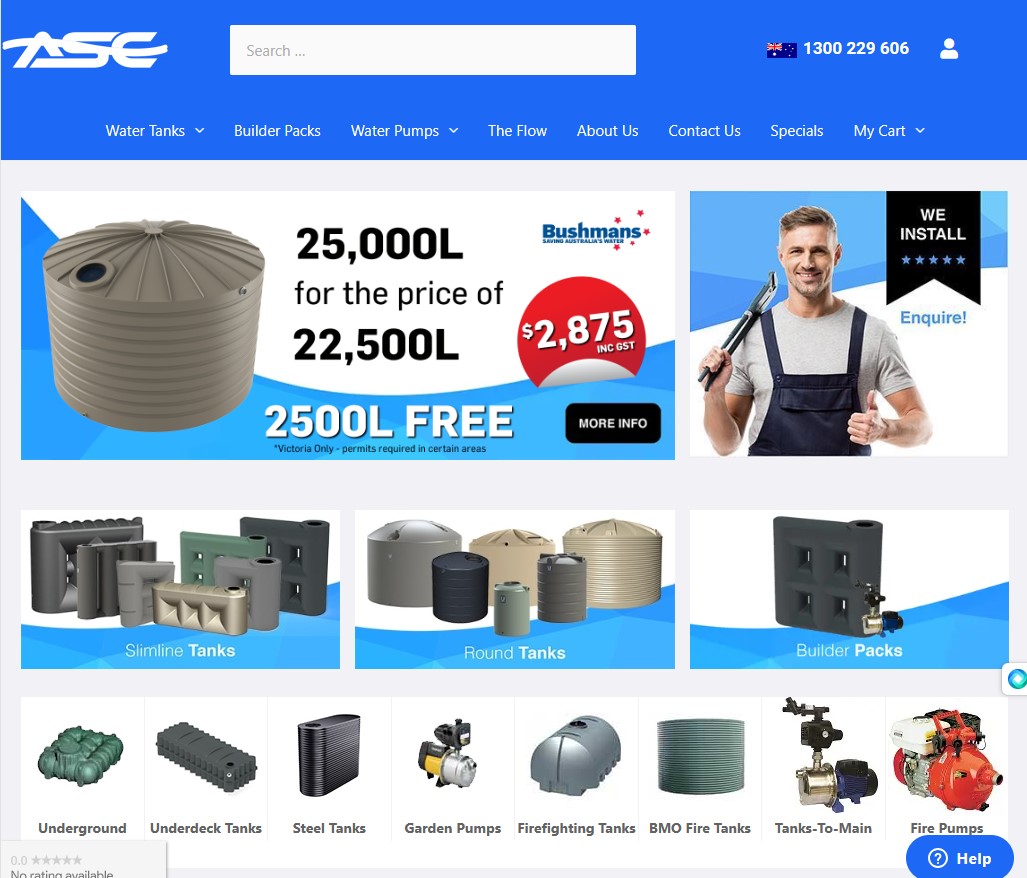 ASC
Search ...
1300 229 606
Water Tanks
Builder Packs
Water Pumps
The Flow
About Us
Contact Us
Specials
My Cart
25,000L
for the price of
22,500L
Bushmans
SAVING AUSTRALIA'S WATER
$2,875
INC GST
2500L FREE
*Victoria Only - permits required in certain areas
MORE INFO
WE
INSTALL
Enquire!
Slimline Tanks
Round Tanks
Builder Packs
Underground
Underdeck Tanks
Steel Tanks
Garden Pumps
Firefighting Tanks
BMO Fire Tanks
Tanks-To-Main
Fire Pumps
0.0 ★★★★★
No rating available
? Help